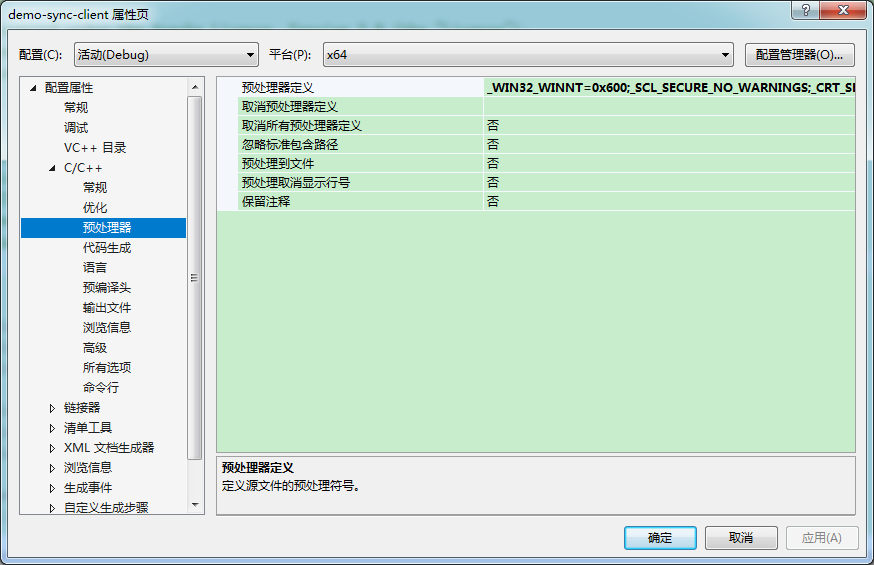 demo-sync-client 属性页
配置(C): 活动(Debug) 平台(P): x64 配置管理器(O)...
配置属性
常规
调试
VC++ 目录
C/C++
常规
优化
预处理器
代码生成
语言
预编译头
输出文件
浏览信息
高级
所有选项
命令行
链接器
清单工具
XML 文档生成器
浏览信息
生成事件
自定义生成步骤
预处理器定义 _WIN32_WINNT=0x600;_SCL_SECURE_NO_WARNINGS;_CRT_SE
取消预处理器定义
取消所有预处理器定义 否
忽略标准包含路径 否
预处理到文件 否
预处理取消显示行号 否
保留注释 否
预处理器定义
定义源文件的预处理符号。
确定 取消 应用(A)